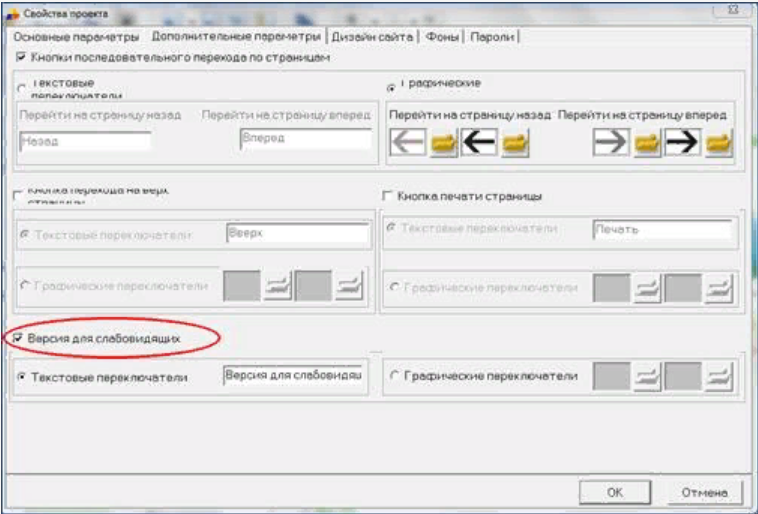 Свойства проекта
Основные параметры Дополнительные параметры Дизайн сайта Фоны Пароли
Кнопки последовательного перехода по страницам
Текстовые переключатели
Графические
Перейти на страницу назад Перейти на страницу вперед
Назад Вперед
Перейти на страницу назад Перейти на страницу вперед
Кнопка перехода на верх страницы
Кнопка печати страницы
Текстовые переключатели Вверх
Текстовые переключатели Печать
Графические переключатели
Графические переключатели
Версия для слабовидящих
Текстовые переключатели Версия для слабовидящ
Графические переключатели
OK Отмена